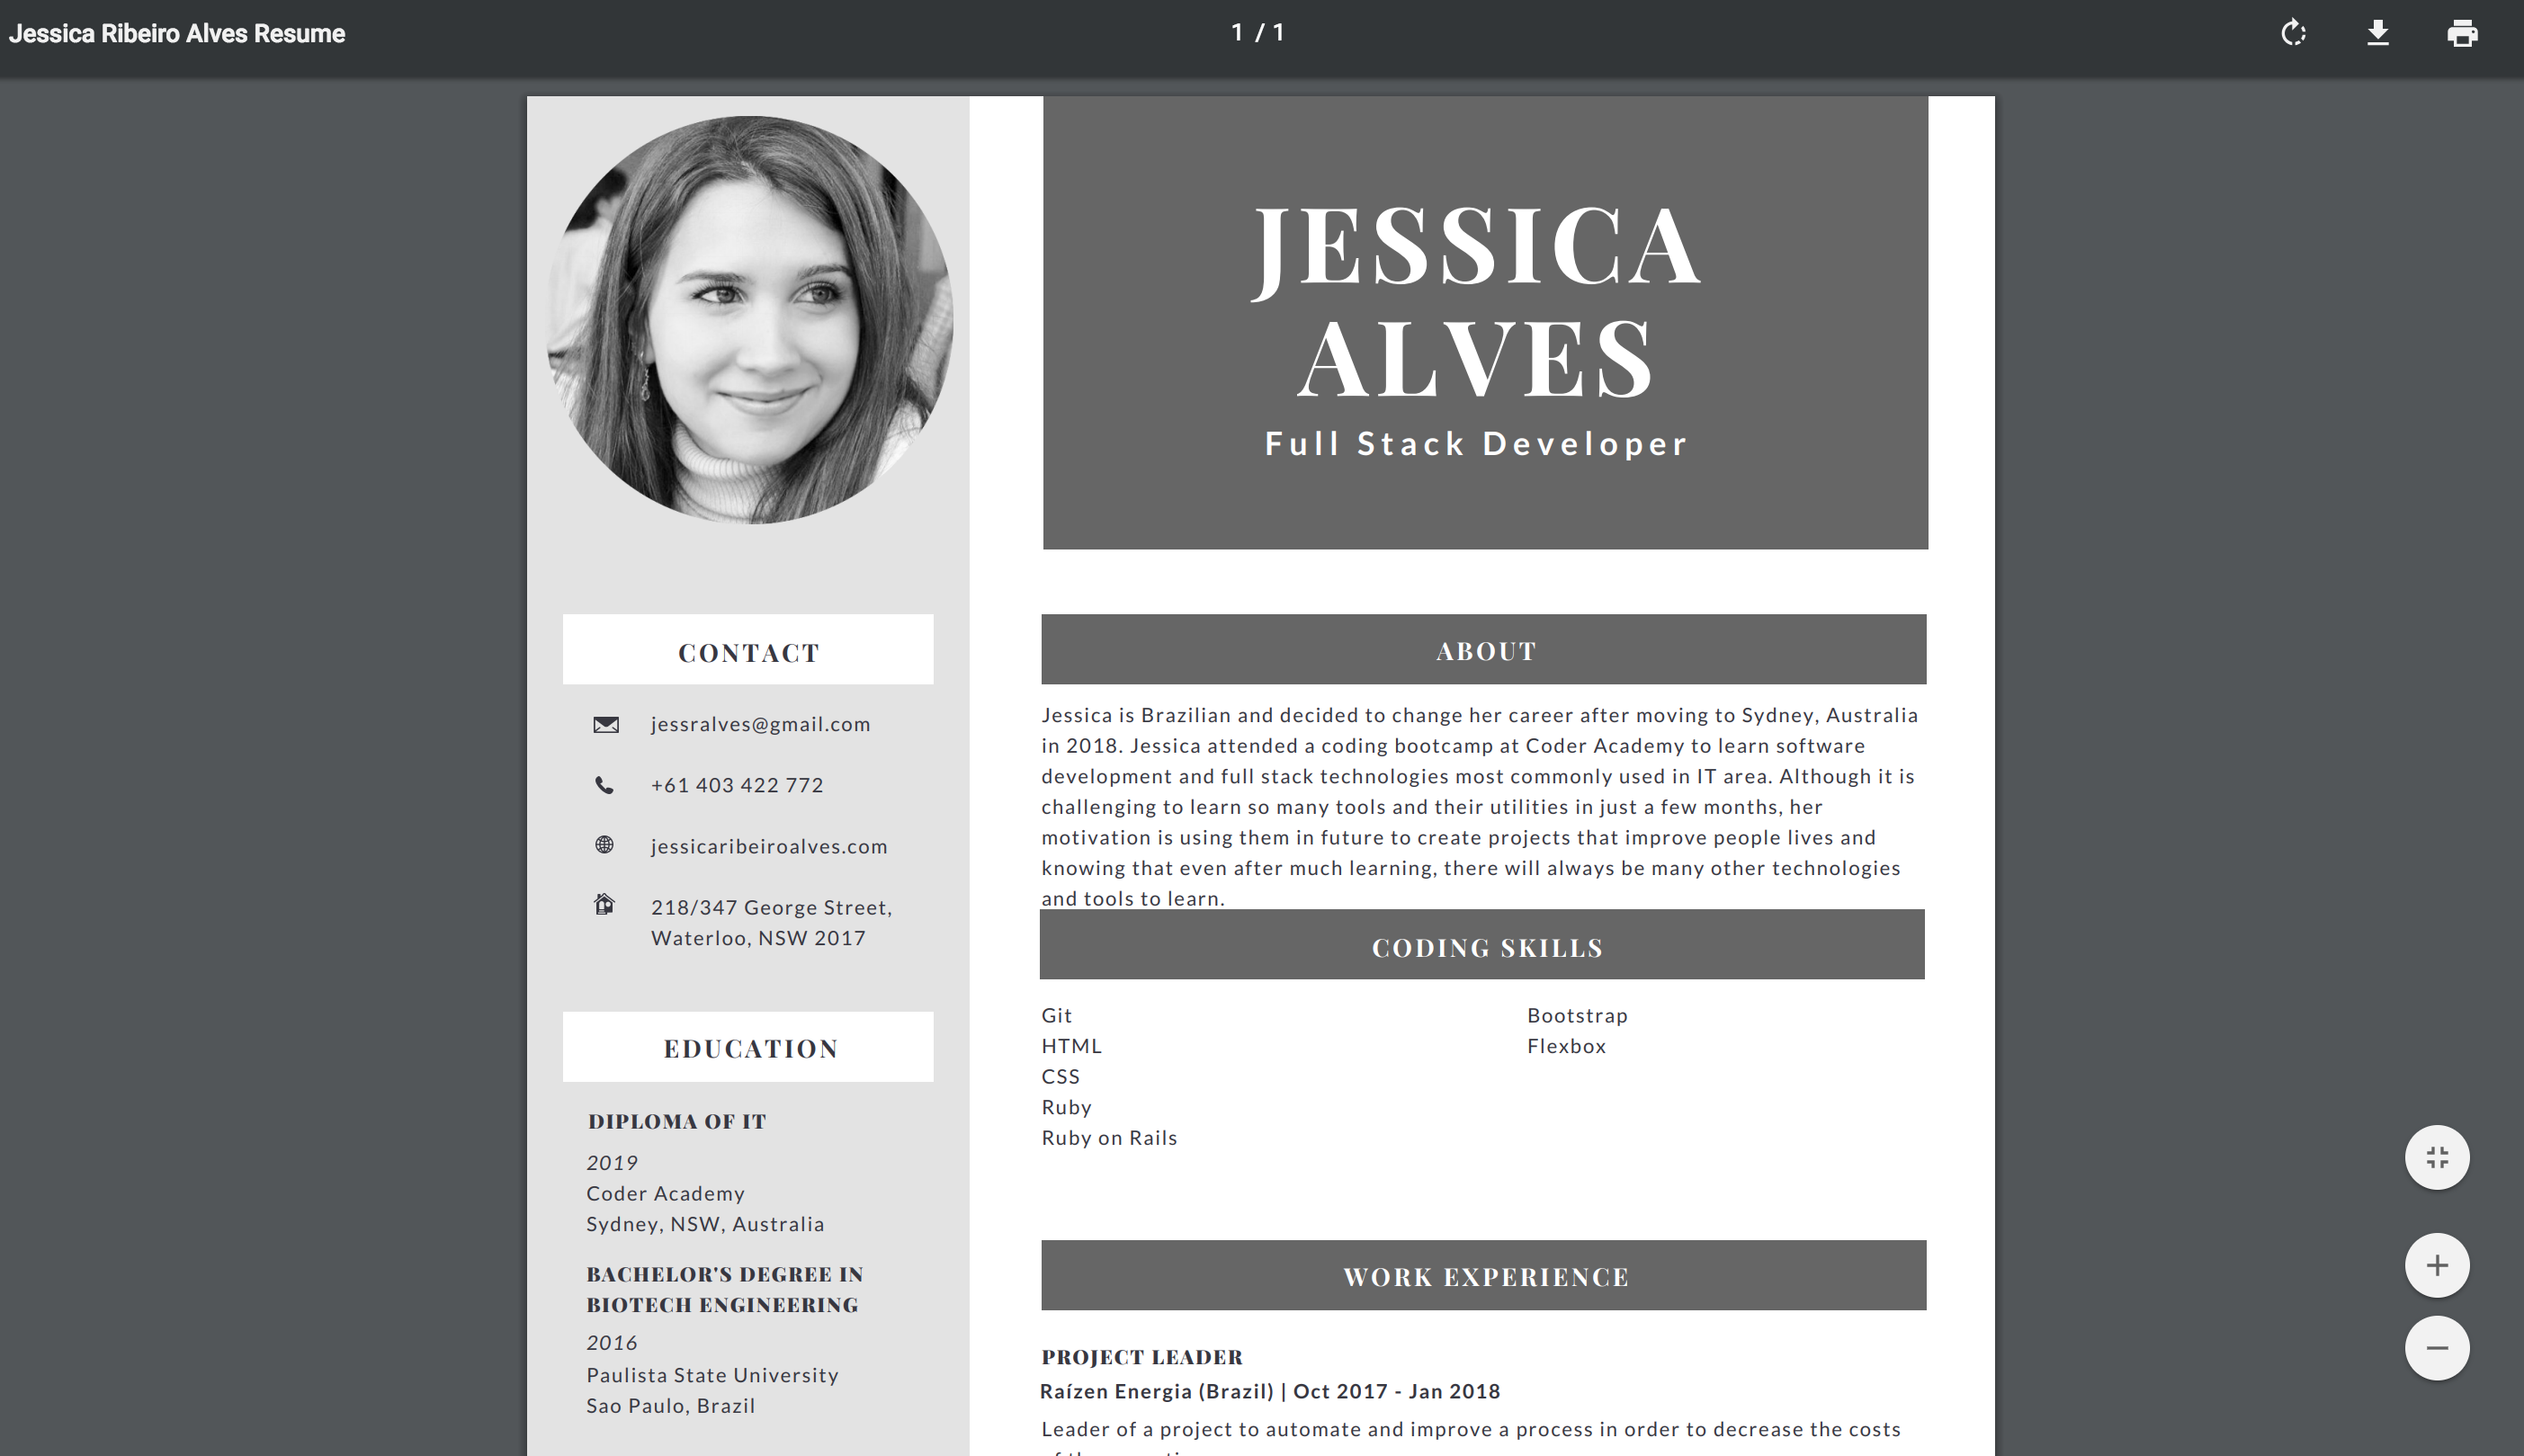 Jessica Ribeiro Alves Resume
1 / 1
JESSICA
ALVES
Full Stack Developer
CONTACT
jessralves@gmail.com
+61 403 422 772
jessicaribeiroalves.com
218/347 George Street,
Waterloo, NSW 2017
EDUCATION
DIPLOMA OF IT
2019
Coder Academy
Sydney, NSW, Australia
BACHELOR'S DEGREE IN
BIOTECH ENGINEERING
2016
Paulista State University
Sao Paulo, Brazil
ABOUT
Jessica is Brazilian and decided to change her career after moving to Sydney, Australia
in 2018. Jessica attended a coding bootcamp at Coder Academy to learn software
development and full stack technologies most commonly used in IT area. Although it is
challenging to learn so many tools and their utilities in just a few months, her
motivation is using them in future to create projects that improve people lives and
knowing that even after much learning, there will always be many other technologies
and tools to learn.
CODING SKILLS
Git
HTML
CSS
Ruby
Ruby on Rails
Bootstrap
Flexbox
WORK EXPERIENCE
PROJECT LEADER
Raízen Energia (Brazil) | Oct 2017 - Jan 2018
Leader of a project to automate and improve a process in order to decrease the costs